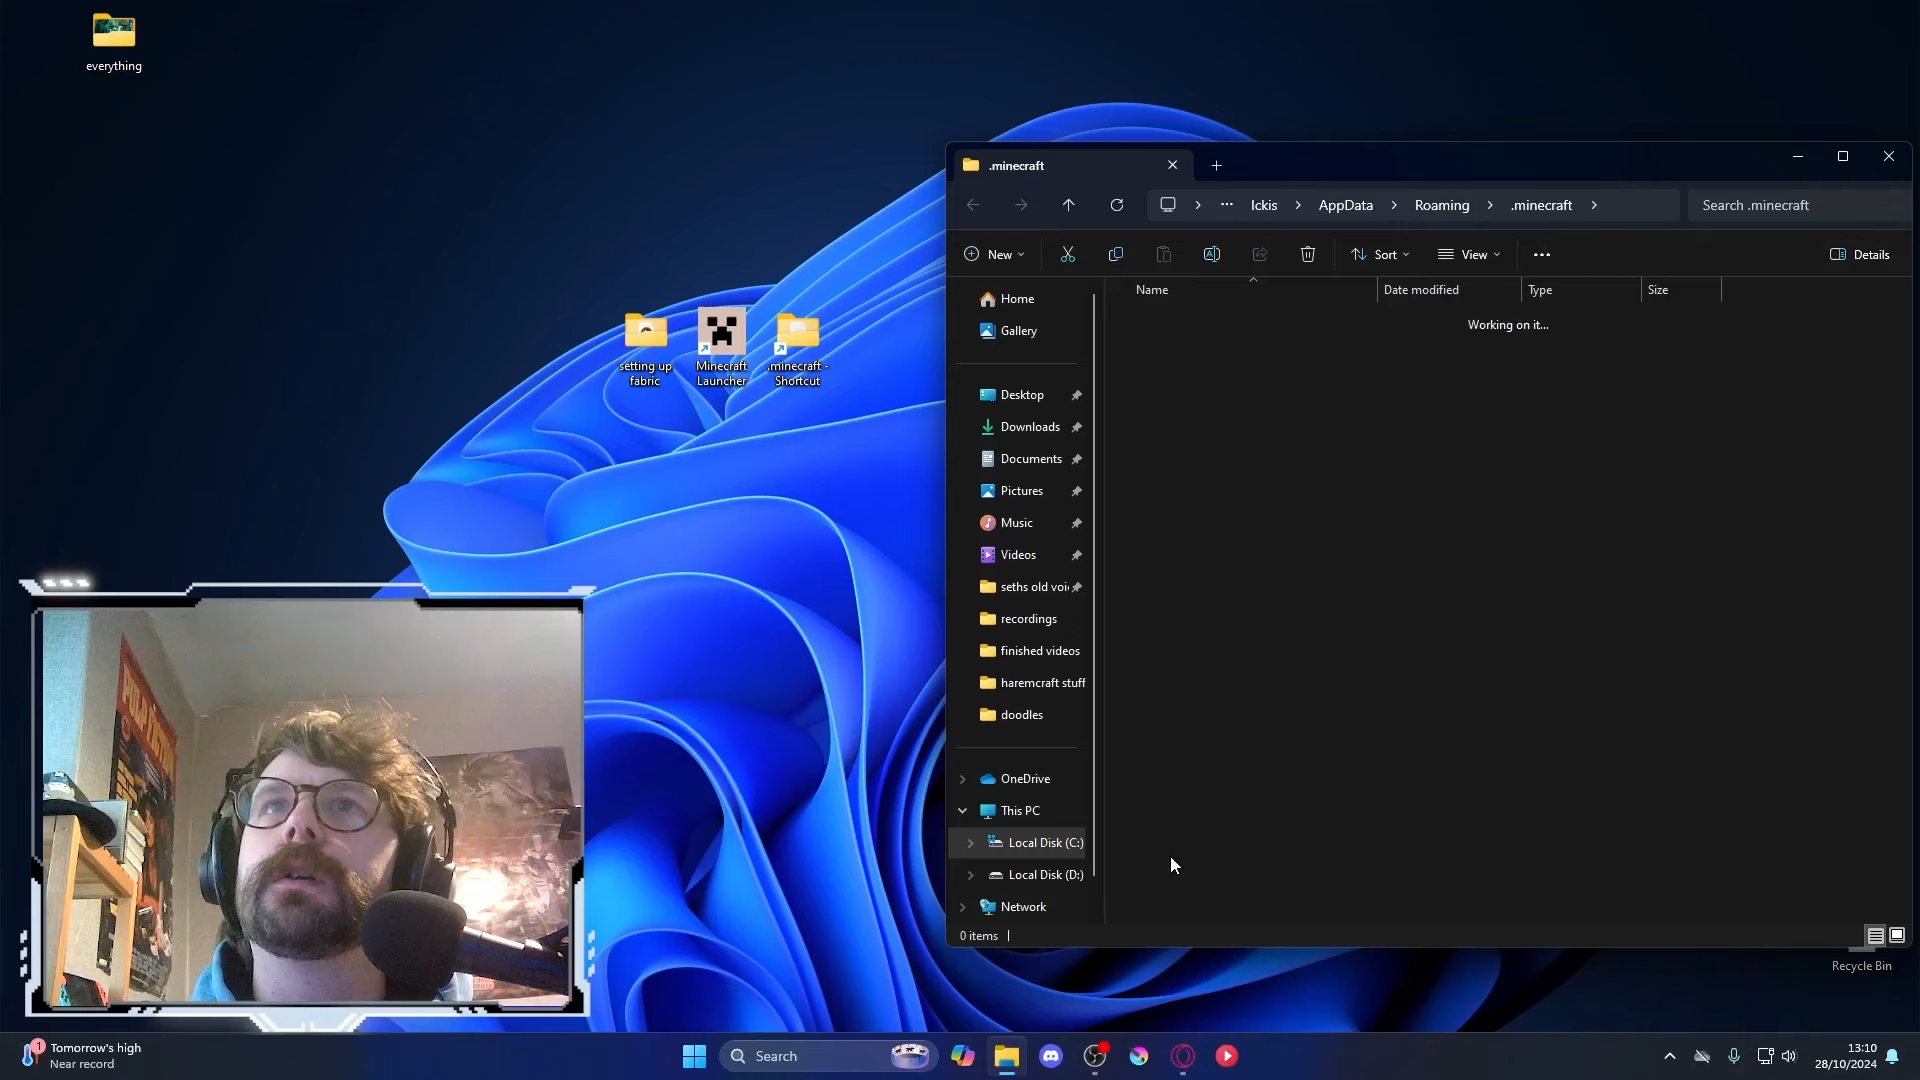 everything
setting up
fabric
Minecraft
Launcher
.minecraft -
Shortcut
.minecraft
Ickis
AppData
Roaming
.minecraft
Search .minecraft
New
Sort
View
Details
Name
Date modified
Type
Size
Working on it...
Home
Gallery
Desktop
Downloads
Documents
Pictures
Music
Videos
seths old voi
recordings
finished videos
haremcraft stuff
doodles
OneDrive
This PC
Local Disk (C:)
Local Disk (D:)
Network
0 items
Recycle Bin
PULP FICTION
1
Tomorrow's high
Near record
Search
13:10
28/10/2024